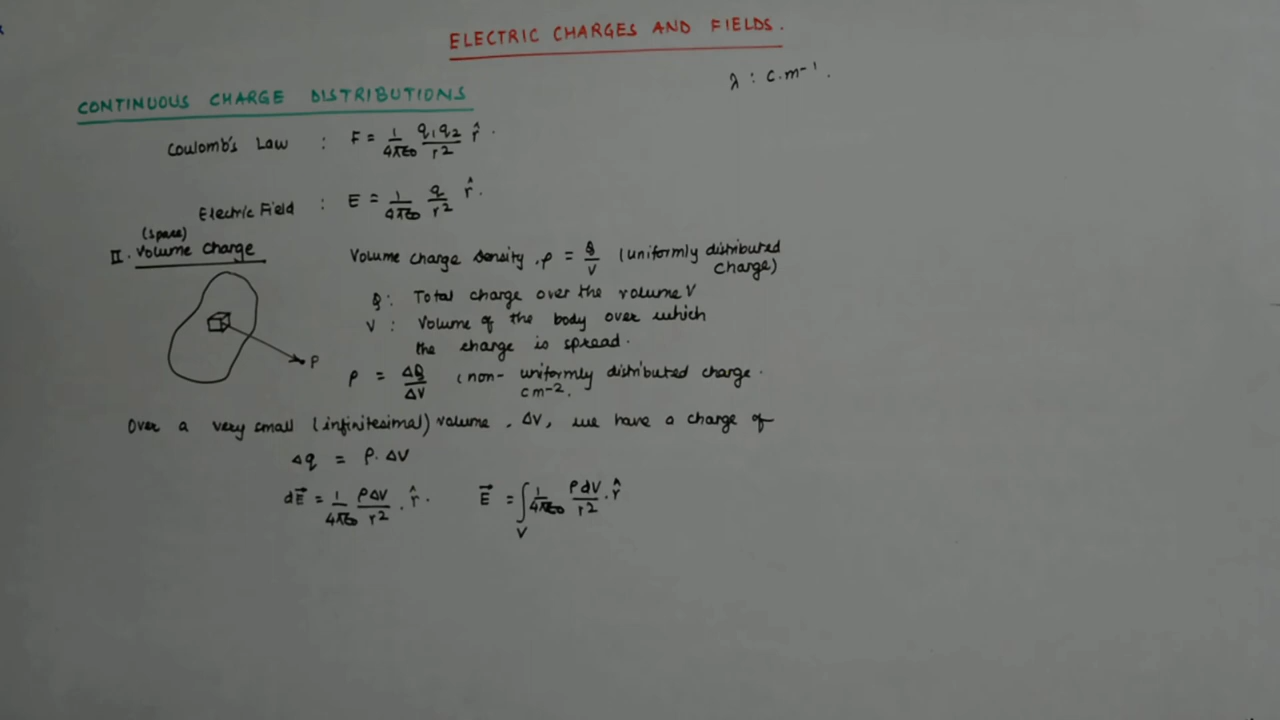 ELECTRIC CHARGES AND FIELDS.
λ : C.m⁻¹.
CONTINUOUS CHARGE DISTRIBUTIONS
Coulomb's Law : F = 1/4πε0 q1q2/r² r̂.
Electric Field : E = 1/4πε0 q/r² r̂.
(space)
II. Volume charge
Volume charge density, ρ = Q/V (uniformly distributed
charge)
Q: Total charge over the volume V
V : Volume of the body over which
the charge is spread.
P
ρ = ΔQ/ΔV (non-uniformly distributed charge.
cm⁻².
Over a very small (infinitesimal) volume, ΔV, we have a charge of
Δq = ρ.ΔV
dE⃗ = 1/4πε0 ρΔV/r² . r̂. E⃗ = ∫V 1/4πε0 ρdV/r² . r̂